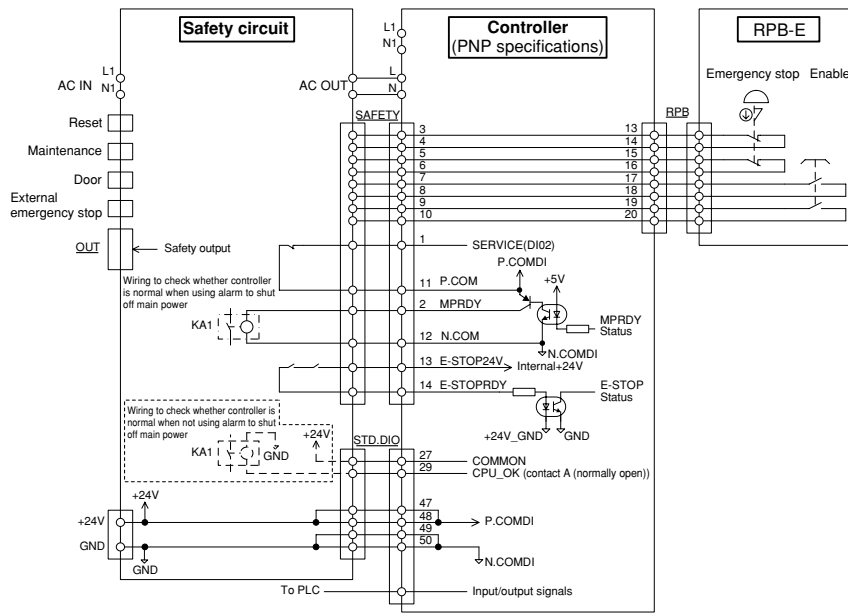 Safety circuit
Controller
(PNP specifications)
RPB-E
L1
N1
L1
N1
AC IN
AC OUT
L
N
Emergency stop
Enable
Reset
Maintenance
Door
External
emergency stop
OUT
Safety output
SAFETY
RPB
3
4
5
6
7
8
9
10
13
14
15
16
17
18
19
20
1
SERVICE(DI02)
P.COMDI
11
P.COM
+5V
2
MPRDY
MPRDY
Status
12
N.COM
N.COMDI
13
E-STOP24V
Internal+24V
14
E-STOPRDY
E-STOP
Status
+24V_GND
GND
Wiring to check whether controller
is normal when using alarm to shut
off main power
KA1
Wiring to check whether controller is
normal when not using alarm to shut
off main power
KA1
+24V
GND
STD.DIO
27
COMMON
29
CPU_OK (contact A (normally open))
+24V
+24V
GND
GND
47
48
49
50
P.COMDI
N.COMDI
To PLC
Input/output signals